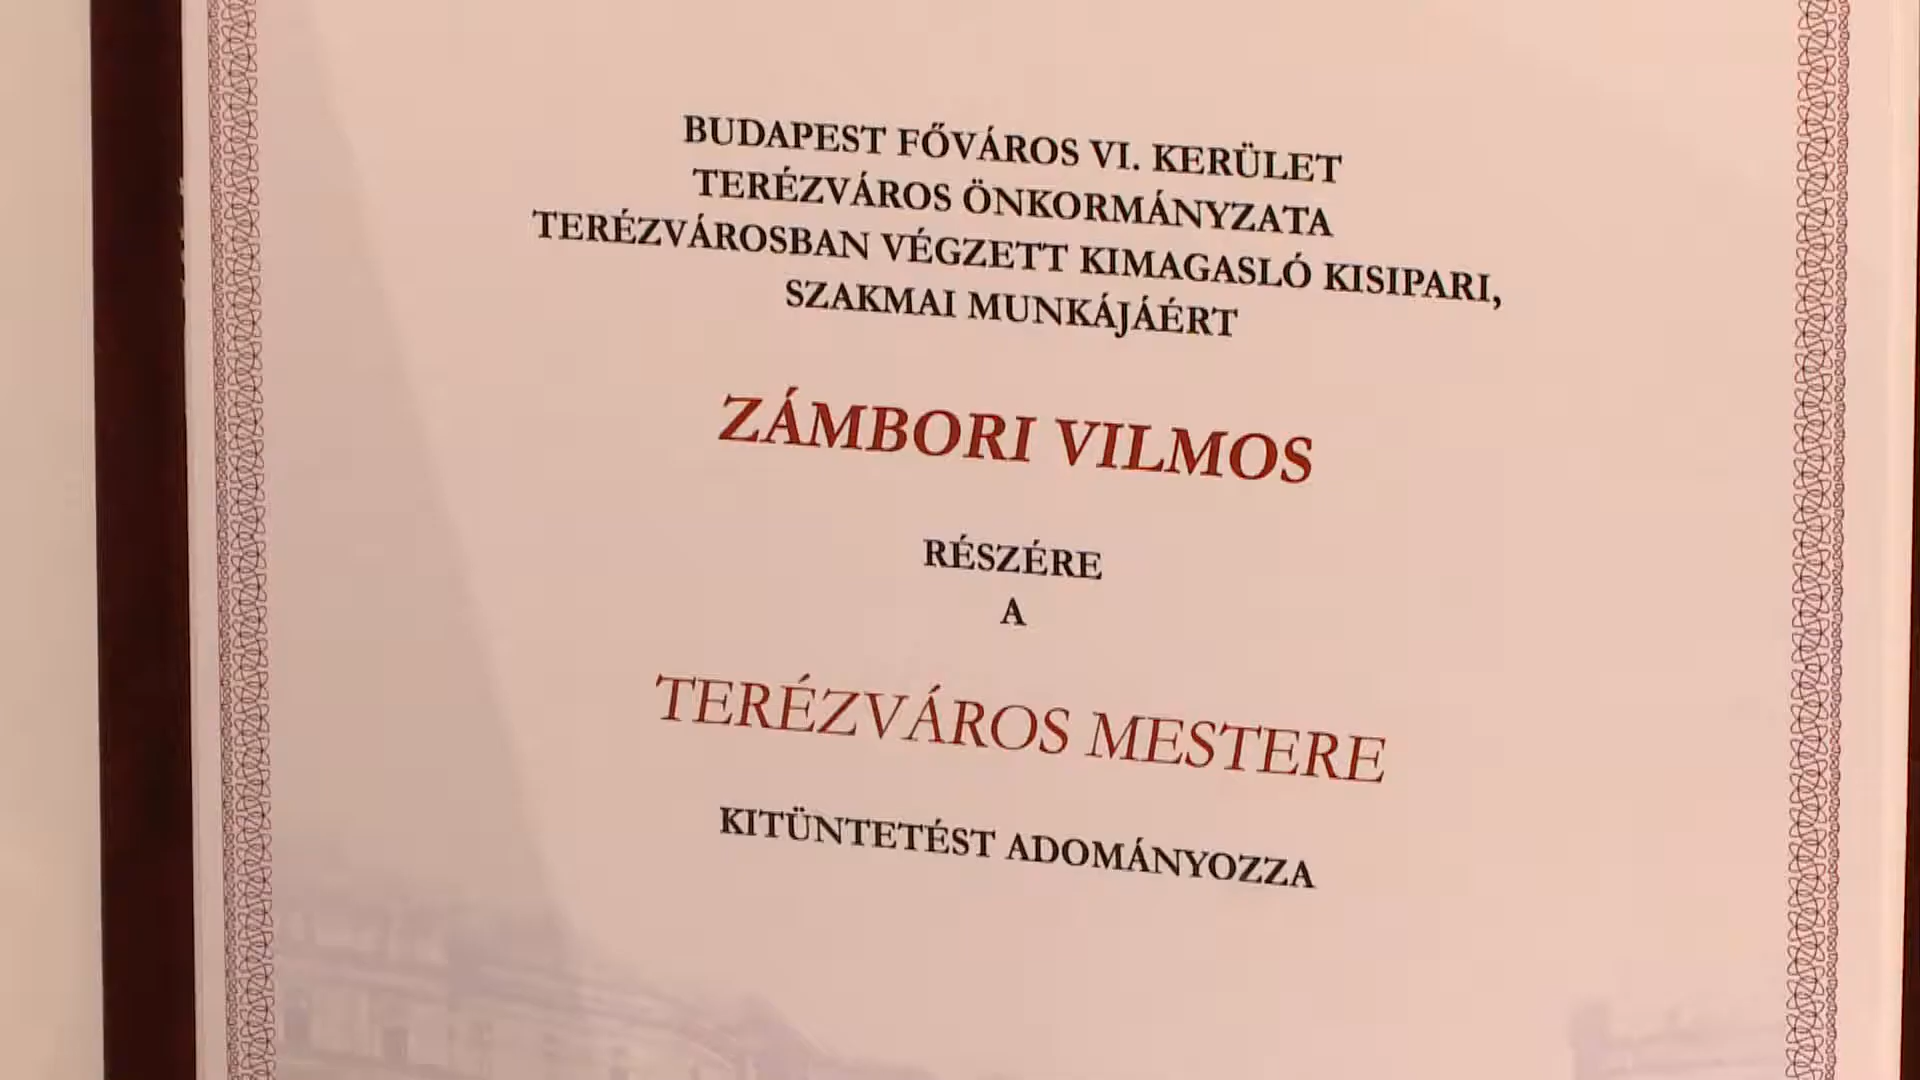 BUDAPEST FŐVÁROS VI. KERÜLET
TERÉZVÁROS ÖNKORMÁNYZATA
TERÉZVÁROSBAN VÉGZETT KIMAGASLÓ KISIPARI,
SZAKMAI MUNKÁJÁÉRT
ZÁMBORI VILMOS
RÉSZÉRE
A
TERÉZVÁROS MESTERE
KITÜNTETÉST ADOMÁNYOZZA